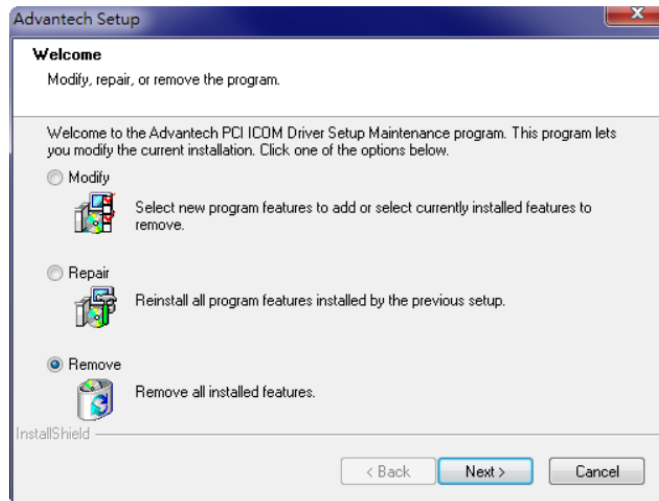 Advantech Setup
Welcome
Modify, repair, or remove the program.
Welcome to the Advantech PCI ICOM Driver Setup Maintenance program. This program lets
you modify the current installation. Click one of the options below.
Modify
Select new program features to add or select currently installed features to
remove.
Repair
Reinstall all program features installed by the previous setup.
Remove
Remove all installed features.
InstallShield
< Back Next > Cancel